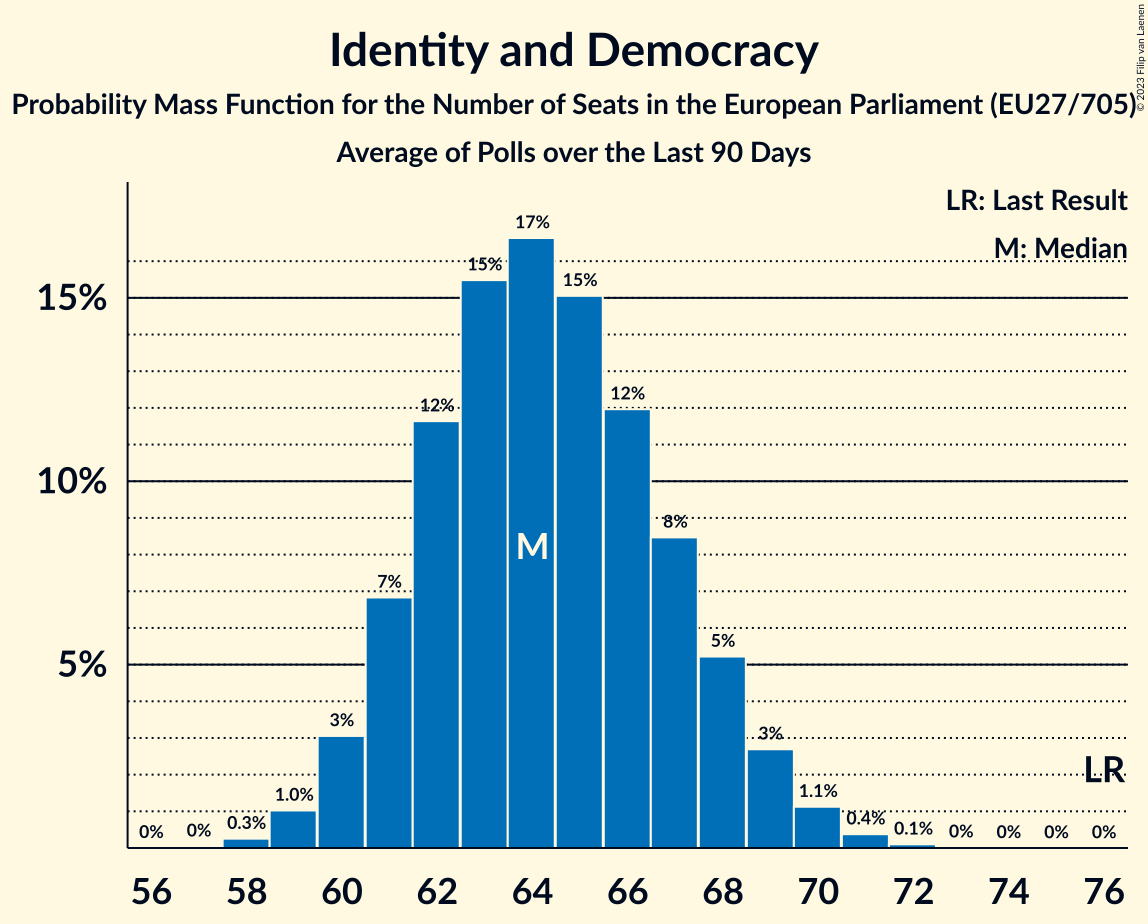 Identity and Democracy
Probability Mass Function for the Number of Seats in the European Parliament (EU27/705)
Average of Polls over the Last 90 Days
© 2023 Filip van Laenen
LR: Last Result
M: Median
15%
10%
5%
0%
0%
0.3%
1.0%
3%
7%
12%
15%
17%
15%
12%
8%
5%
3%
1.1%
0.4%
0.1%
0%
0%
0%
0%
M
LR
56 58 60 62 64 66 68 70 72 74 76